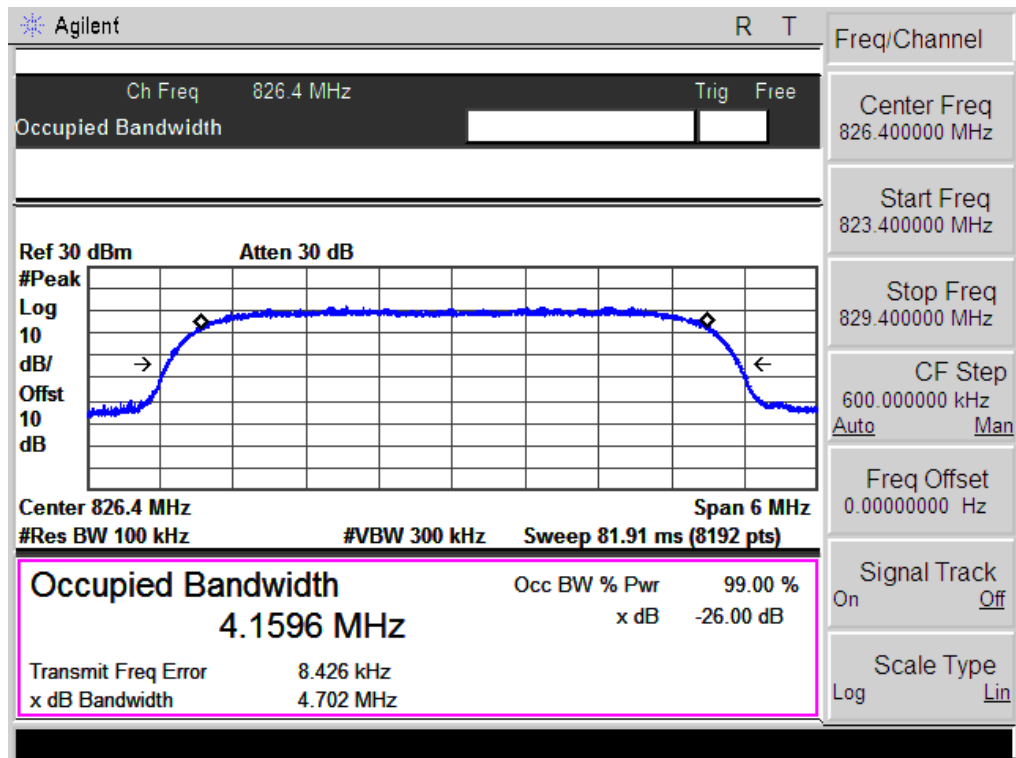 Agilent R T
Ch Freq 826.4 MHz Trig Free
Occupied Bandwidth
Ref 30 dBm Atten 30 dB
#Peak
Log
10
dB/
Offst
10
dB
Center 826.4 MHz Span 6 MHz
#Res BW 100 kHz #VBW 300 kHz Sweep 81.91 ms (8192 pts)
Occupied Bandwidth Occ BW % Pwr 99.00 %
4.1596 MHz x dB -26.00 dB
Transmit Freq Error 8.426 kHz
x dB Bandwidth 4.702 MHz
Freq/Channel
Center Freq
826.400000 MHz
Start Freq
823.400000 MHz
Stop Freq
829.400000 MHz
CF Step
600.000000 kHz
Auto Man
Freq Offset
0.00000000 Hz
Signal Track
On Off
Scale Type
Log Lin